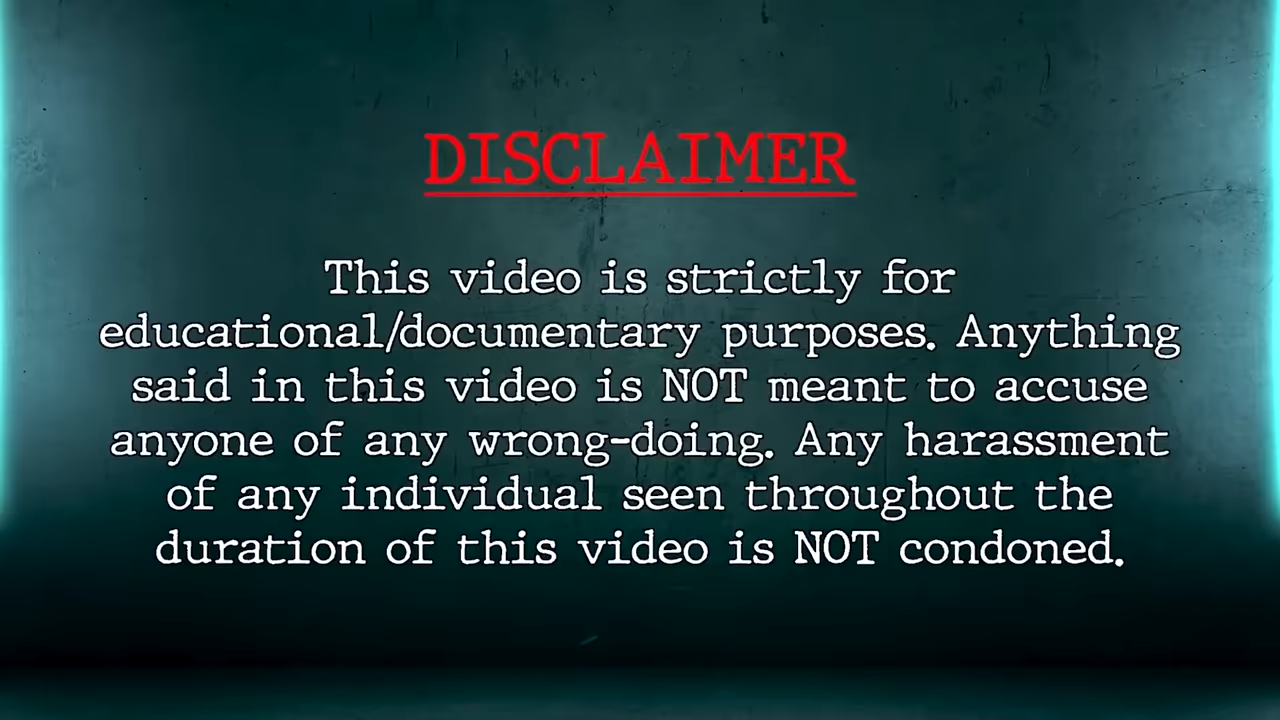 DISCLAIMER
This video is strictly for
educational/documentary purposes. Anything
said in this video is NOT meant to accuse
anyone of any wrong-doing. Any harassment
of any individual seen throughout the
duration of this video is NOT condoned.